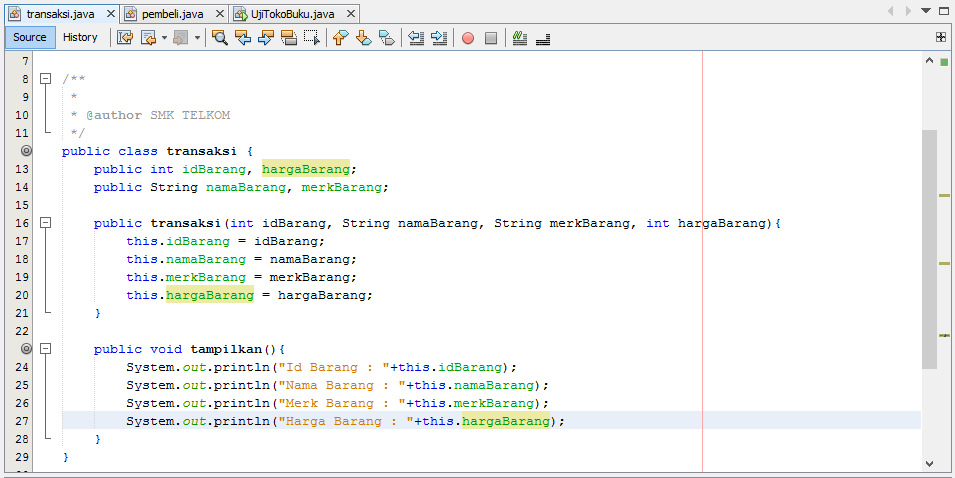 transaksi.java pembeli.java UjiTokoBuku.java
Source History
7
8 /**
9 *
10 * @author SMK TELKOM
11 */
public class transaksi {
13 public int idBarang, hargaBarang;
14 public String namaBarang, merkBarang;
15
16 public transaksi(int idBarang, String namaBarang, String merkBarang, int hargaBarang){
17 this.idBarang = idBarang;
18 this.namaBarang = namaBarang;
19 this.merkBarang = merkBarang;
20 this.hargaBarang = hargaBarang;
21 }
22
public void tampilkan(){
24 System.out.println("Id Barang : "+this.idBarang);
25 System.out.println("Nama Barang : "+this.namaBarang);
26 System.out.println("Merk Barang : "+this.merkBarang);
27 System.out.println("Harga Barang : "+this.hargaBarang);
28 }
29 }